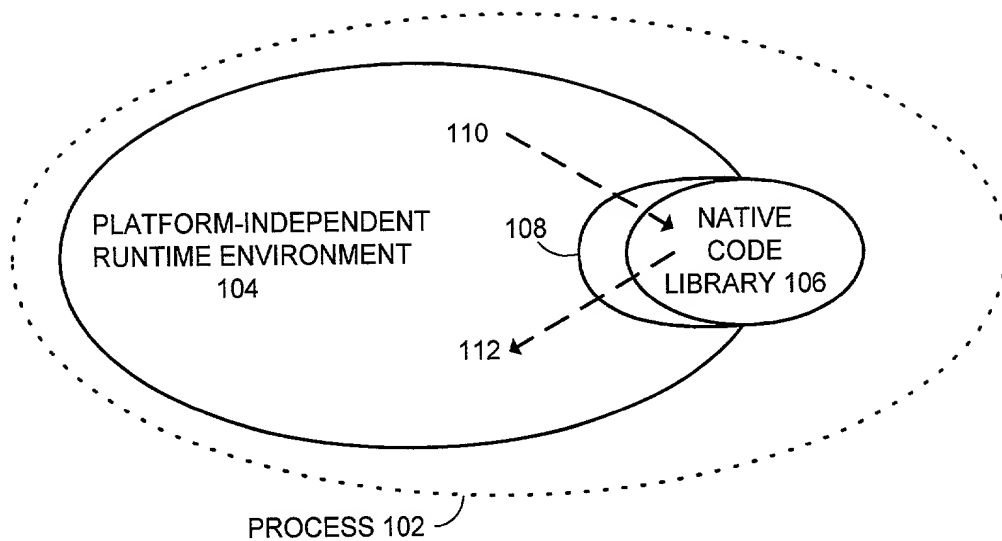 110
PLATFORM-INDEPENDENT
RUNTIME ENVIRONMENT
104
108
NATIVE
CODE
LIBRARY 106
112
PROCESS 102